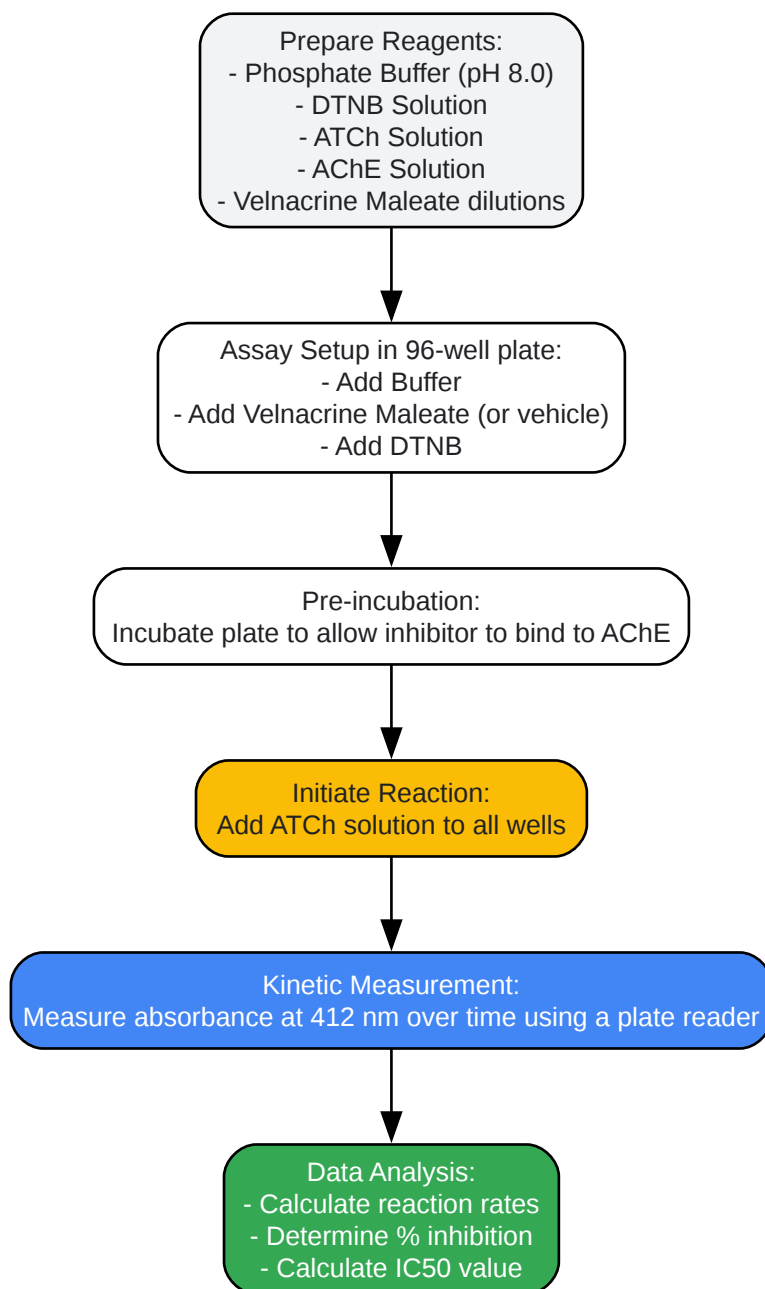 Prepare Reagents:
- Phosphate Buffer (pH 8.0)
- DTNB Solution
- ATCh Solution
- AChE Solution
- Velnacrine Maleate dilutions
Assay Setup in 96-well plate:
- Add Buffer
- Add Velnacrine Maleate (or vehicle)
- Add DTNB
Pre-incubation:
Incubate plate to allow inhibitor to bind to AChE
Initiate Reaction:
Add ATCh solution to all wells
Kinetic Measurement:
Measure absorbance at 412 nm over time using a plate reader
Data Analysis:
- Calculate reaction rates
- Determine % inhibition
- Calculate IC50 value